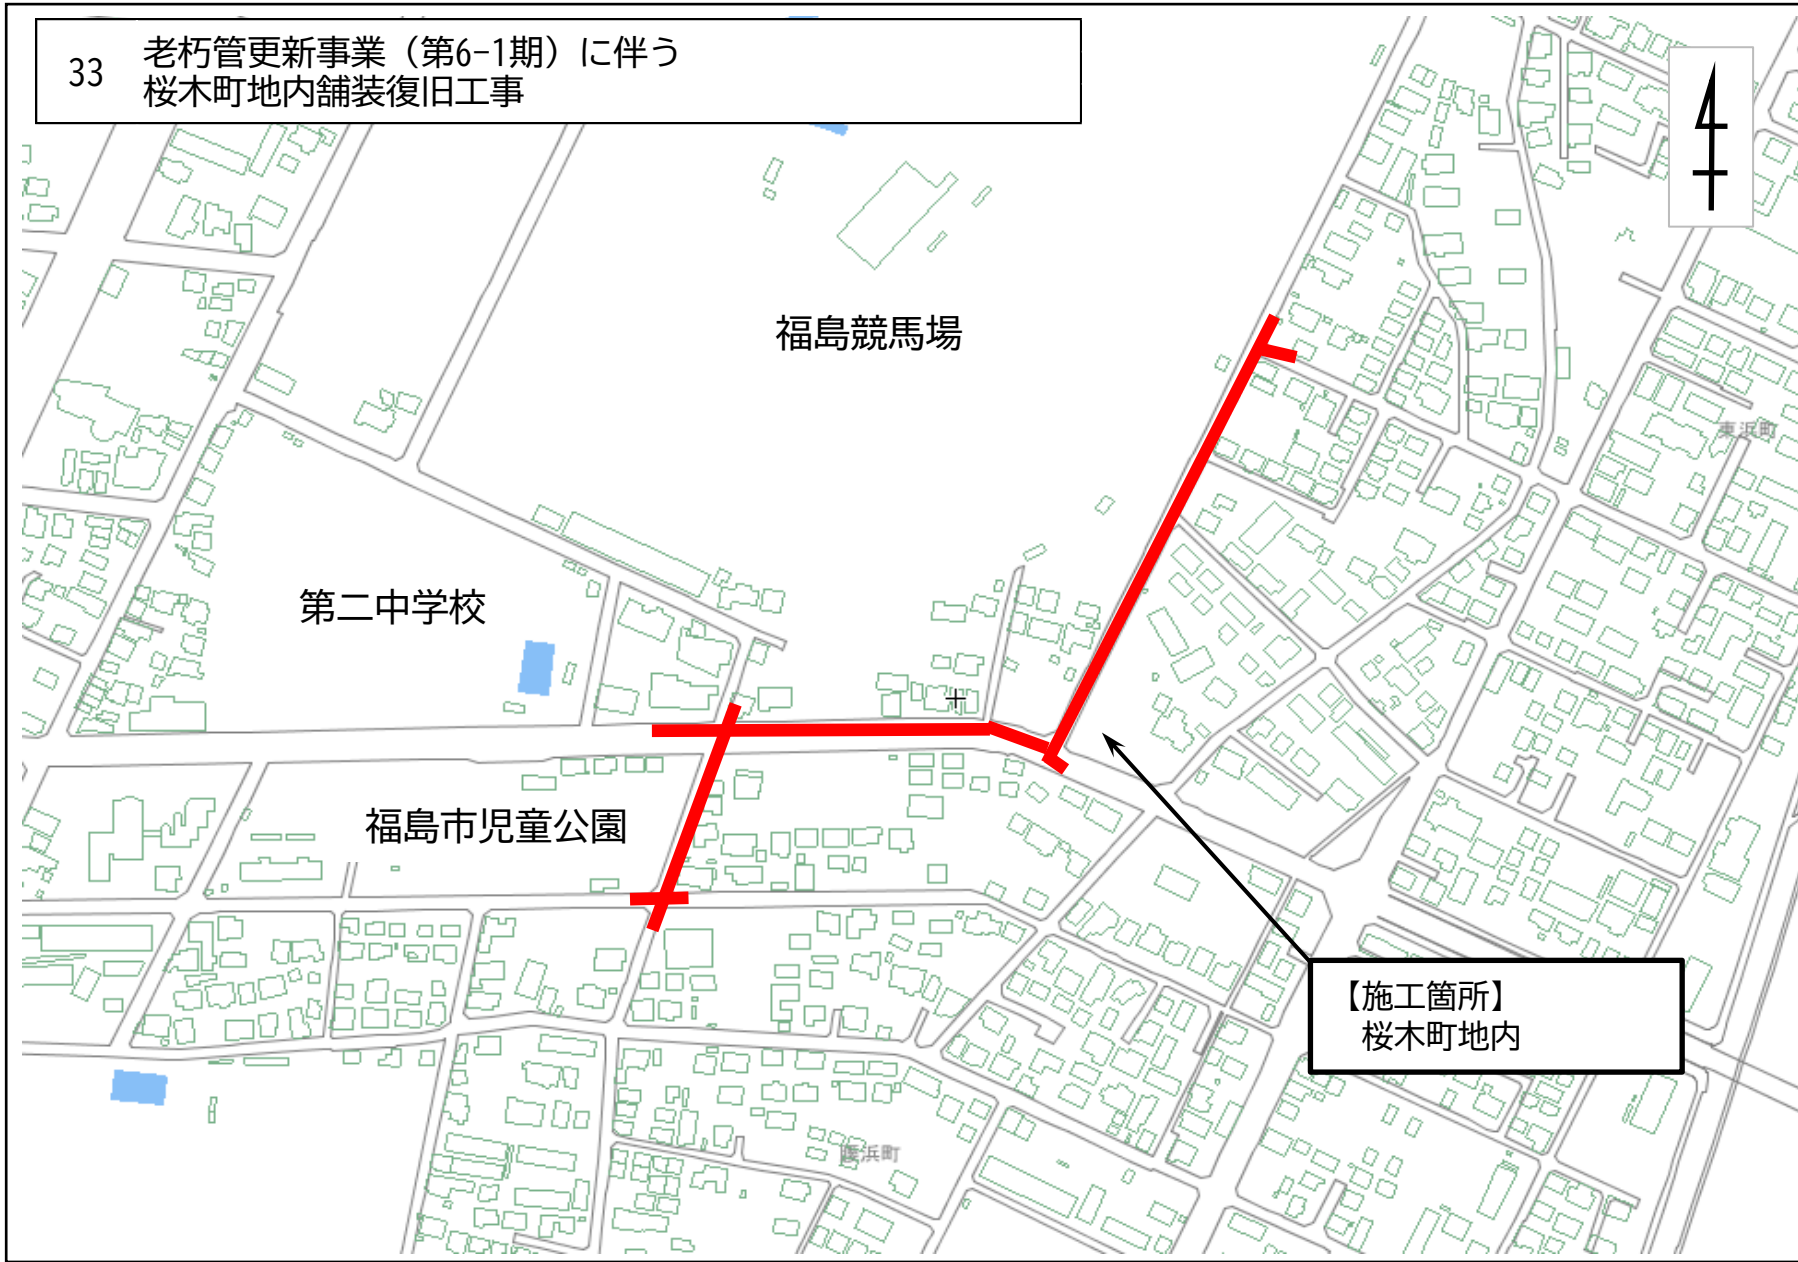 33
老朽管更新事業（第6-1期）に伴う
桜木町地内舗装復旧工事
福島競馬場
東浜町
第二中学校
福島市児童公園
【施工箇所】
桜木町地内
浜町